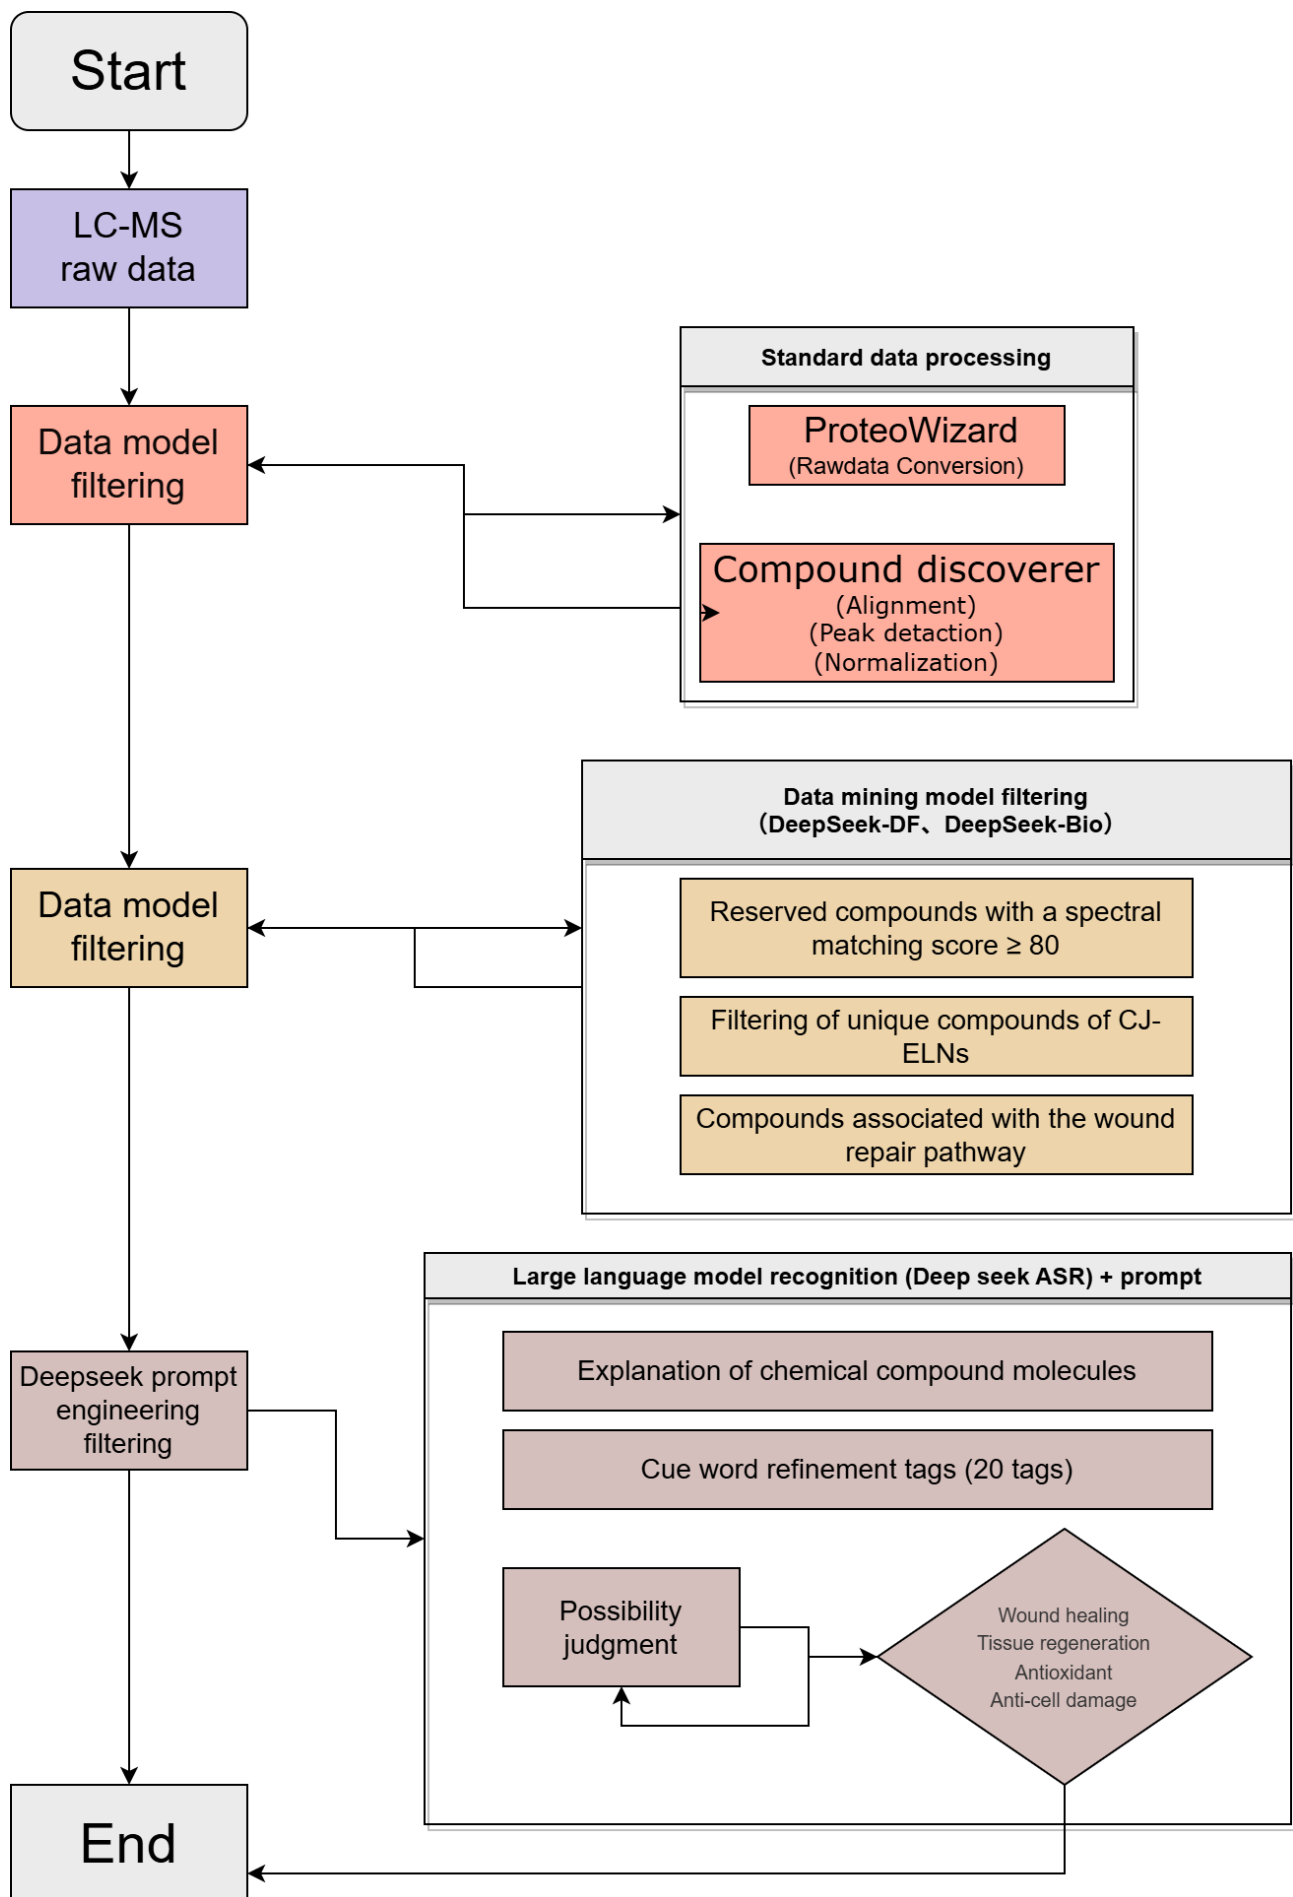 Start
LC-MS
raw data
Data model
filtering
Standard data processing
ProteoWizard
(Rawdata Conversion)
Compound discoverer
(Alignment)
(Peak detaction)
(Normalization)
Data model
filtering
Data mining model filtering
（DeepSeek-DF、DeepSeek-Bio）
Reserved compounds with a spectral
matching score ≥ 80
Filtering of unique compounds of CJ-
ELNs
Compounds associated with the wound
repair pathway
Deepseek prompt
engineering
filtering
Large language model recognition (Deep seek ASR) + prompt
Explanation of chemical compound molecules
Cue word refinement tags (20 tags)
Possibility
judgment
Wound healing
Tissue regeneration
Antioxidant
Anti-cell damage
End